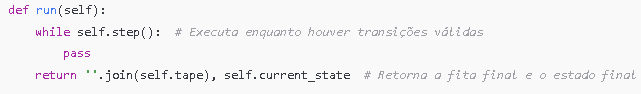 def run(self):
    while self.step():  # Executa enquanto houver transições válidas
        pass
    return ''.join(self.tape), self.current_state  # Retorna a fita final e o estado final